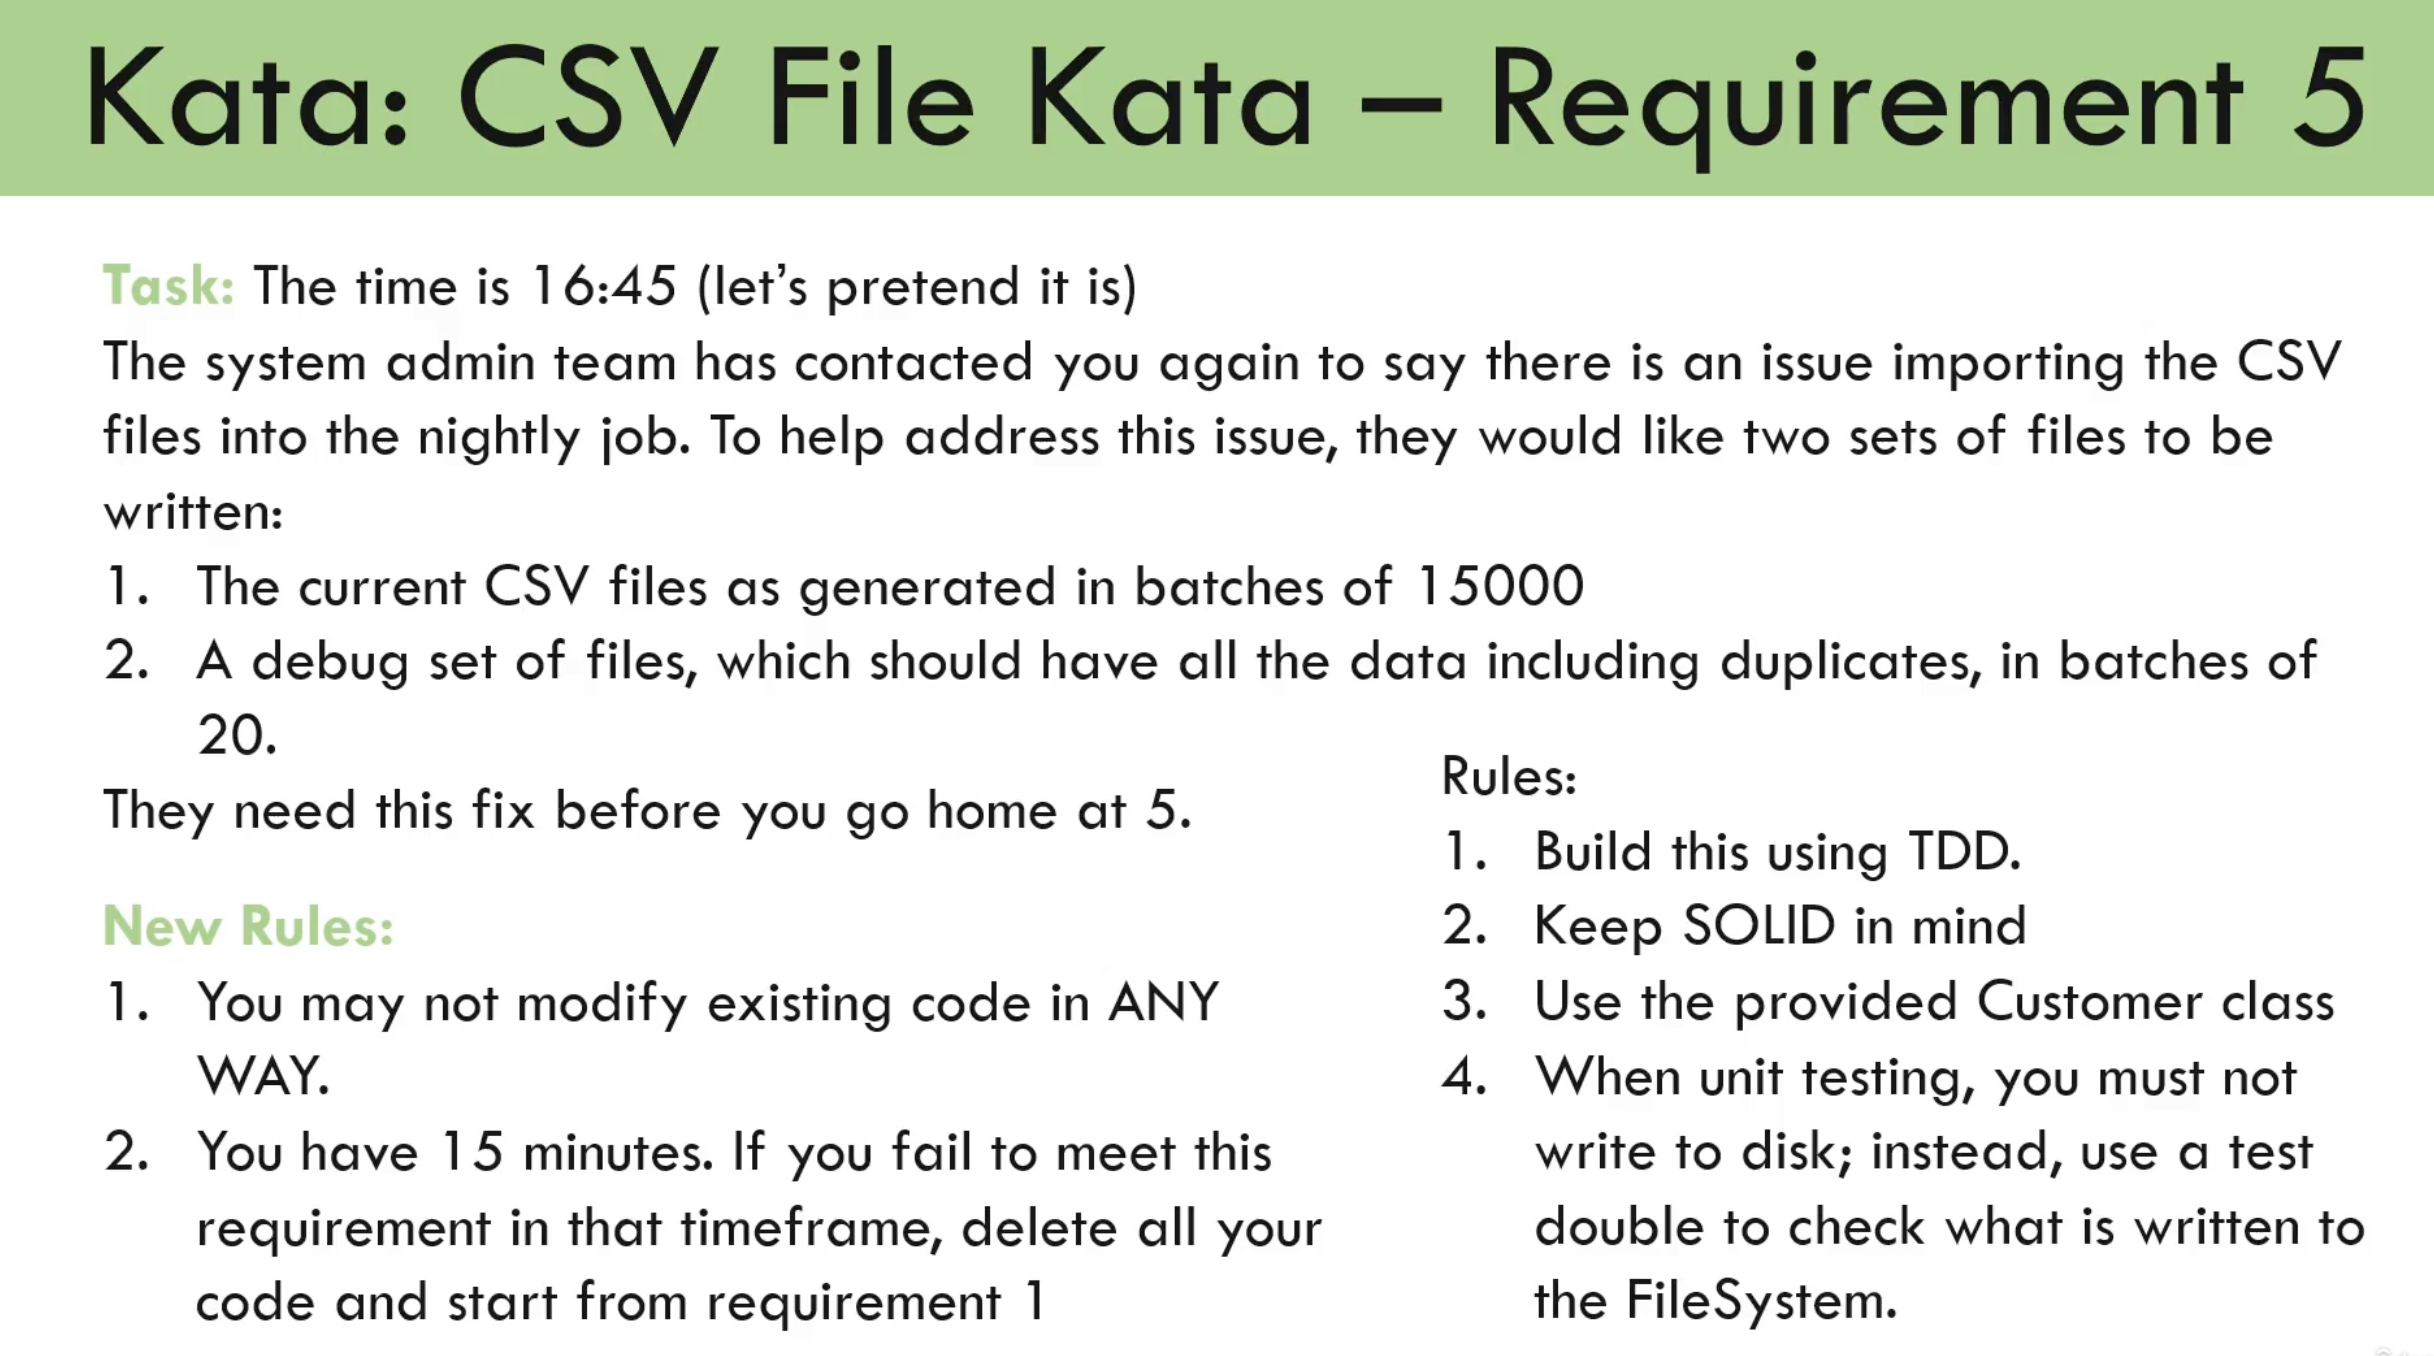 Kata: CSV File Kata – Requirement 5
Task: The time is 16:45 (let’s pretend it is)
The system admin team has contacted you again to say there is an issue importing the CSV
files into the nightly job. To help address this issue, they would like two sets of files to be
written:
1. The current CSV files as generated in batches of 15000
2. A debug set of files, which should have all the data including duplicates, in batches of
20.
They need this fix before you go home at 5.
New Rules:
1. You may not modify existing code in ANY
WAY.
2. You have 15 minutes. If you fail to meet this
requirement in that timeframe, delete all your
code and start from requirement 1
Rules:
1. Build this using TDD.
2. Keep SOLID in mind
3. Use the provided Customer class
4. When unit testing, you must not
write to disk; instead, use a test
double to check what is written to
the FileSystem.